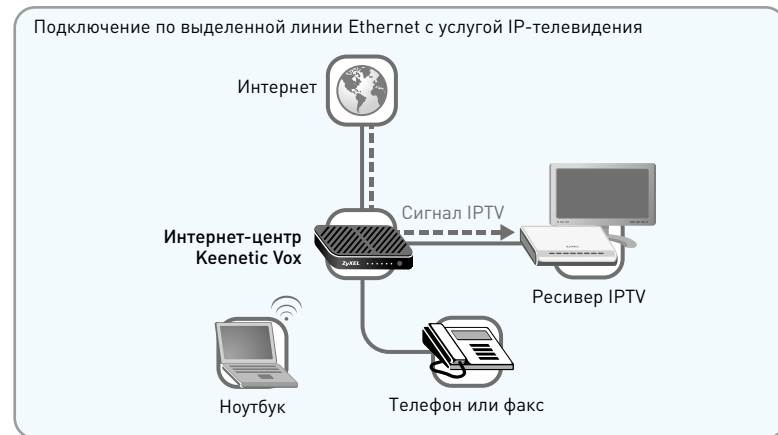 Подключение по выделенной линии Ethernet с услугой IP-телевидения
Интернет
Сигнал IPTV
Интернет-центр
Keenetic Vox
ZyXEL
ZyXEL
Ресивер IPTV
Ноутбук
Телефон или факс